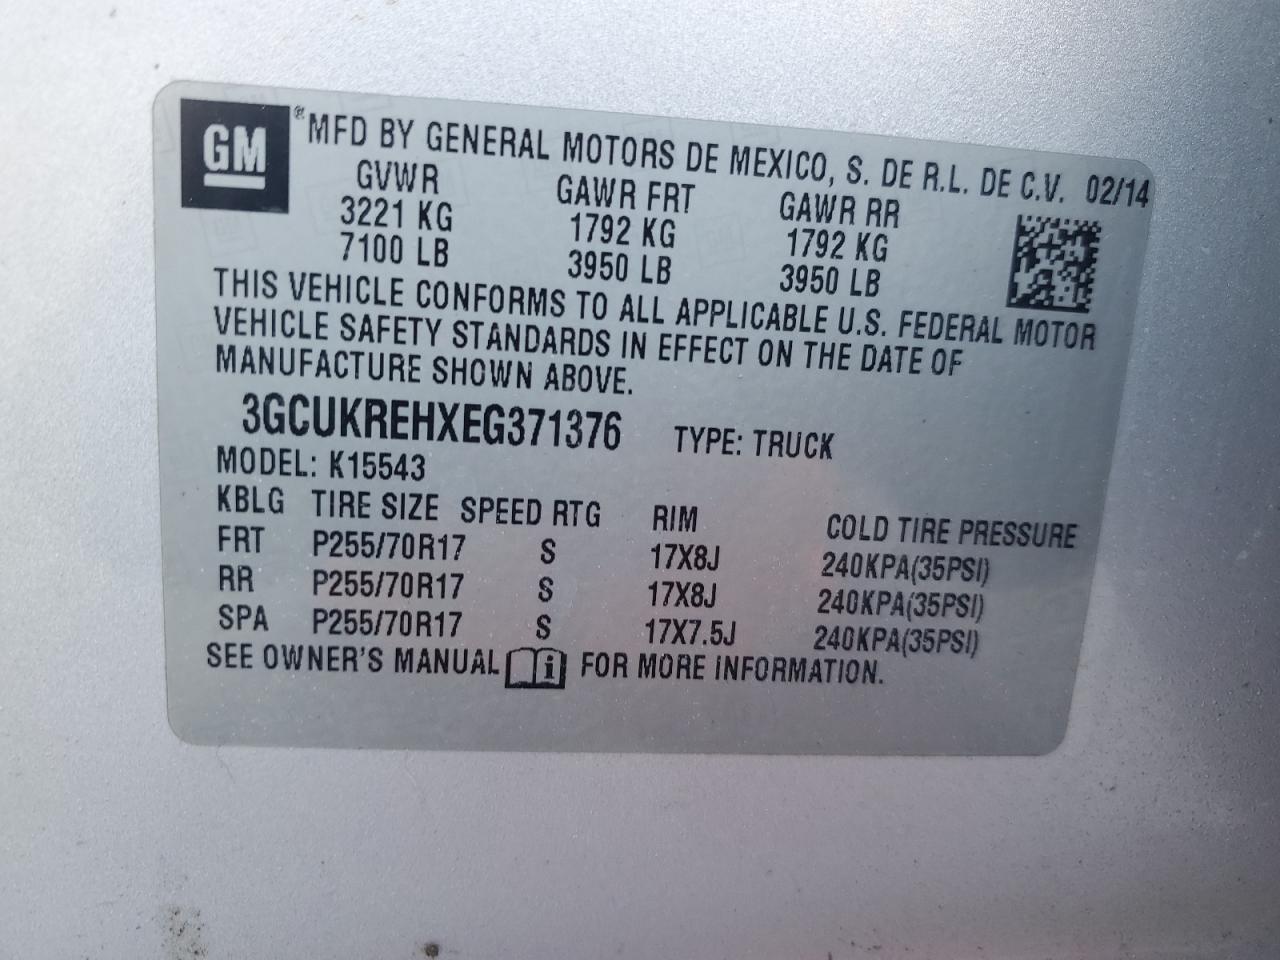 GM ® MFD BY GENERAL MOTORS DE MEXICO, S. DE R.L. DE C.V. 02/14
GVWR GAWR FRT GAWR RR
3221 KG 1792 KG 1792 KG
7100 LB 3950 LB 3950 LB
THIS VEHICLE CONFORMS TO ALL APPLICABLE U.S. FEDERAL MOTOR
VEHICLE SAFETY STANDARDS IN EFFECT ON THE DATE OF
MANUFACTURE SHOWN ABOVE.
3GCUKREHXEG371376 TYPE: TRUCK
MODEL: K15543
KBLG TIRE SIZE SPEED RTG RIM COLD TIRE PRESSURE
FRT P255/70R17 S 17X8J 240KPA(35PSI)
RR P255/70R17 S 17X8J 240KPA(35PSI)
SPA P255/70R17 S 17X7.5J 240KPA(35PSI)
SEE OWNER'S MANUAL i FOR MORE INFORMATION.